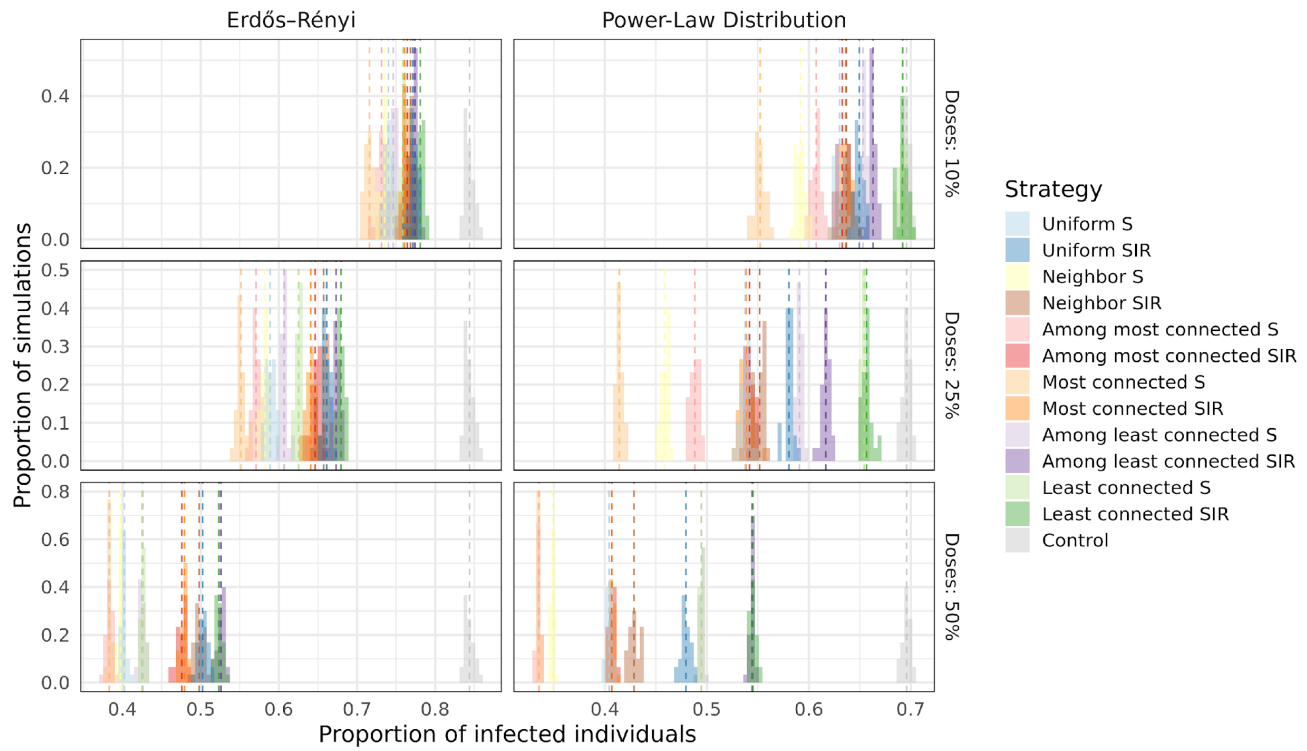 Erdős–Rényi
Power-Law Distribution
Proportion of simulations
0.4
0.2
0.0
Doses: 10%
0.5
0.4
0.3
0.2
0.1
0.0
Doses: 25%
0.8
0.6
0.4
0.2
0.0
Doses: 50%
0.4 0.5 0.6 0.7 0.8
0.4 0.5 0.6 0.7
Proportion of infected individuals
Strategy
Uniform S
Uniform SIR
Neighbor S
Neighbor SIR
Among most connected S
Among most connected SIR
Most connected S
Most connected SIR
Among least connected S
Among least connected SIR
Least connected S
Least connected SIR
Control